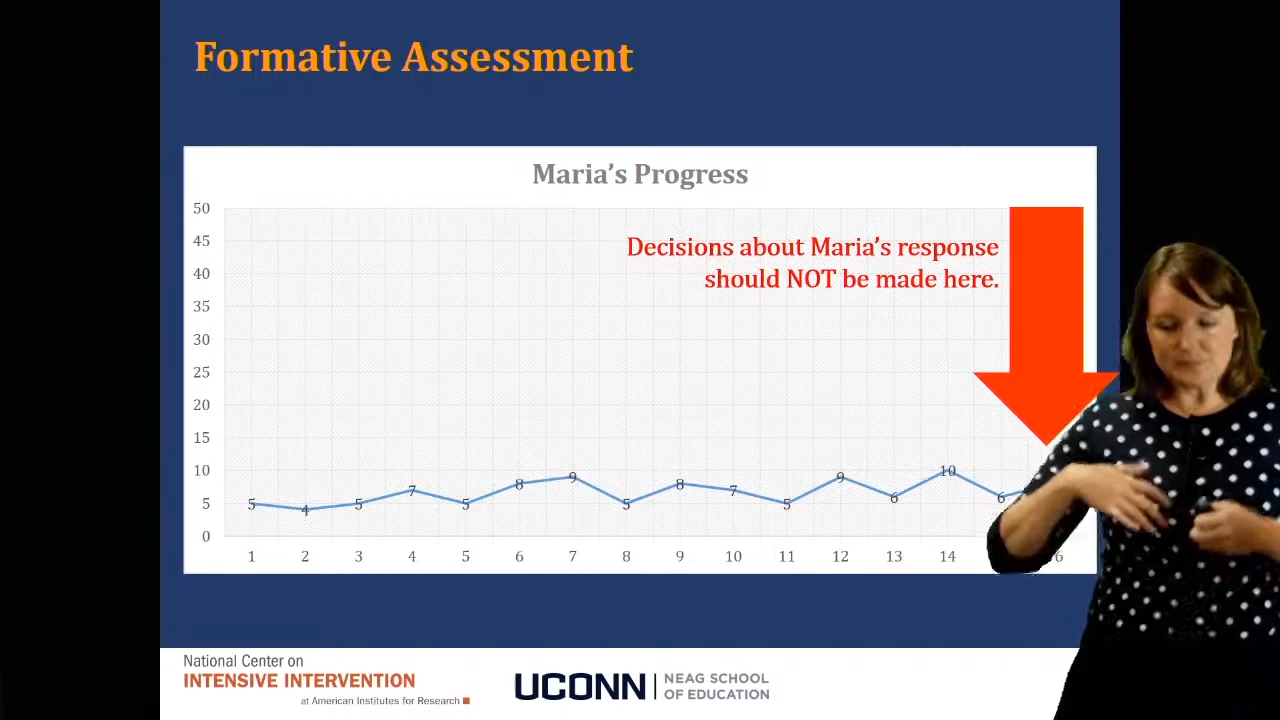 Formative Assessment
Maria's Progress
50
45
40
35
30
25
20
15
10
5
0
Decisions about Maria's response
should NOT be made here.
5 4 5 7 5 8 9 5 8 7 5 9 6 10 6
1 2 3 4 5 6 7 8 9 10 11 12 13 14
National Center on
INTENSIVE INTERVENTION
at American Institutes for Research
UCONN
NEAG SCHOOL
OF EDUCATION